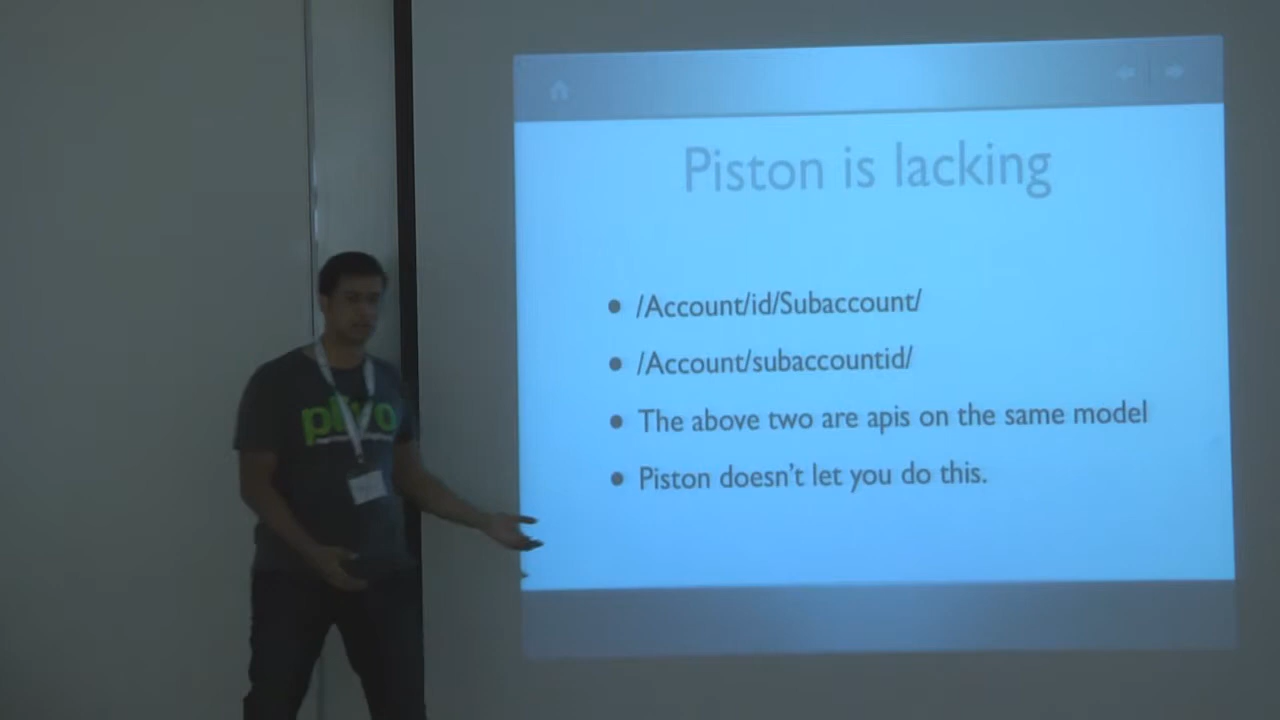 Piston is lacking
/Account/id/Subaccount/
/Account/subaccountid/
The above two are apis on the same model
Piston doesn't let you do this.
plivo